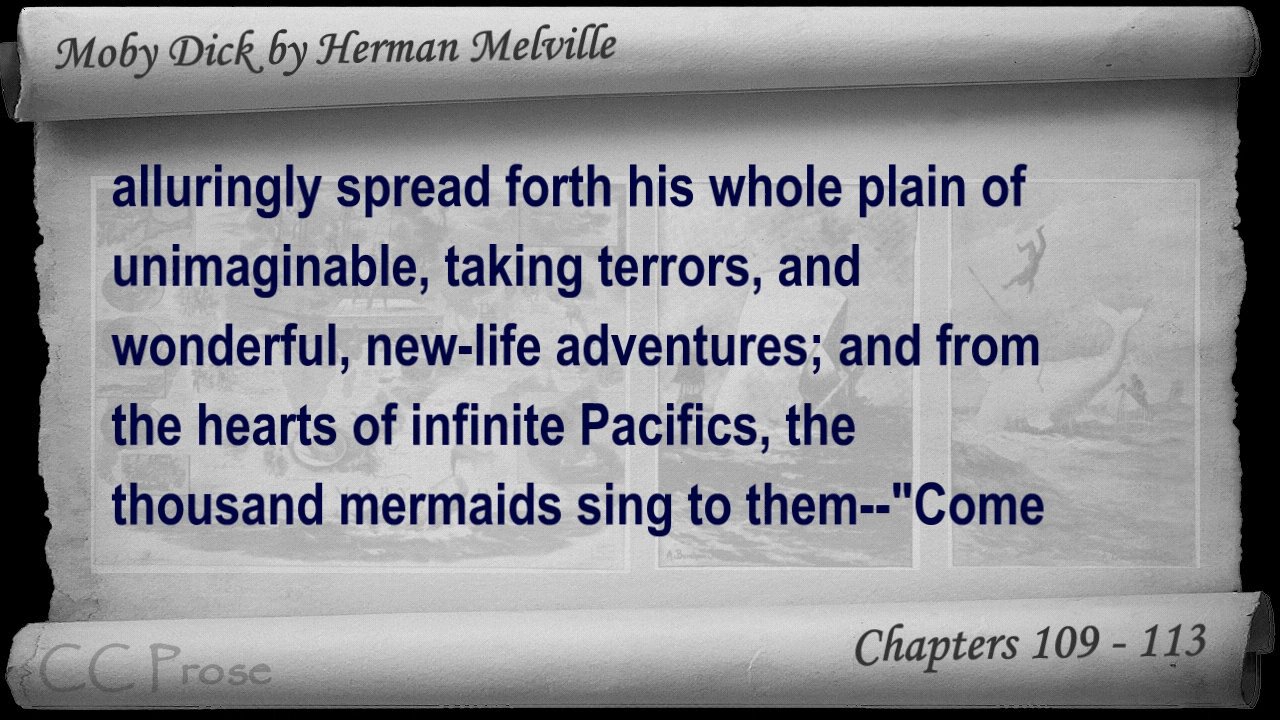 Moby Dick by Herman Melville
alluringly spread forth his whole plain of
unimaginable, taking terrors, and
wonderful, new-life adventures; and from
the hearts of infinite Pacifics, the
thousand mermaids sing to them--"Come
Chapters 109 - 113
CC Prose